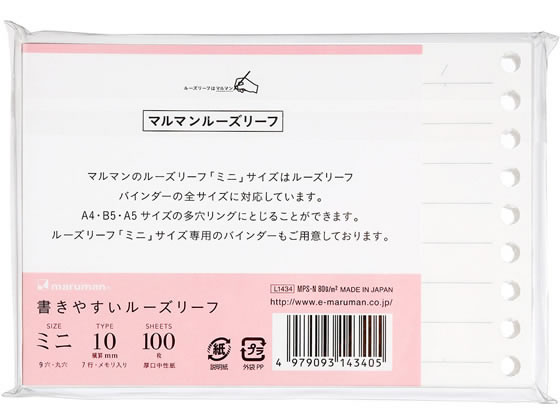 ルーズリーフはマルマン
マルマンルーズリーフ
マルマンのルーズリーフ「ミニ」サイズはルーズリーフ
バインダーの全サイズに対応しています。
A4・B5・A5サイズの多穴リングにとじることができます。
ルーズリーフ「ミニ」サイズ専用のバインダーもご用意しております。
maruman®
書きやすいルーズリーフ
SIZE TYPE SHEETS
ミニ 10 横罫mm 100 枚
9穴・丸穴 7行・メモリ入り 厚口中性紙
L1434 MPS-N 80g/m² MADE IN JAPAN
http://www.e-maruman.co.jp/
紙 プラ
説明紙 外袋PP
4 979093 143405